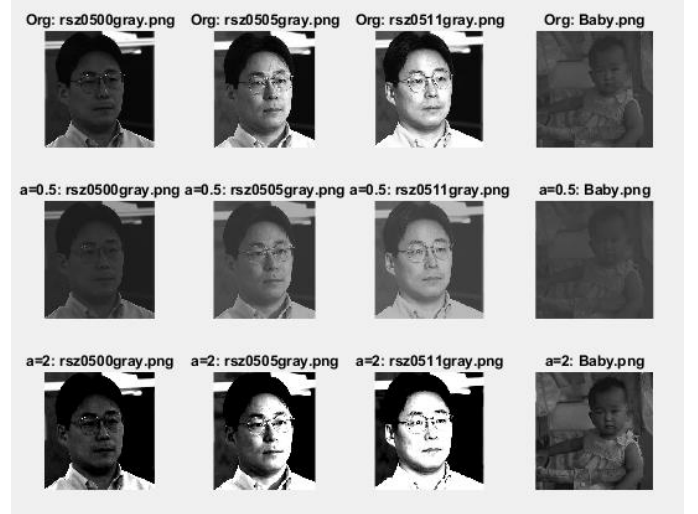 Org: rsz0500gray.png Org: rsz0505gray.png Org: rsz0511gray.png Org: Baby.png
a=0.5: rsz0500gray.png a=0.5: rsz0505gray.png a=0.5: rsz0511gray.png a=0.5: Baby.png
a=2: rsz0500gray.png a=2: rsz0505gray.png a=2: rsz0511gray.png a=2: Baby.png